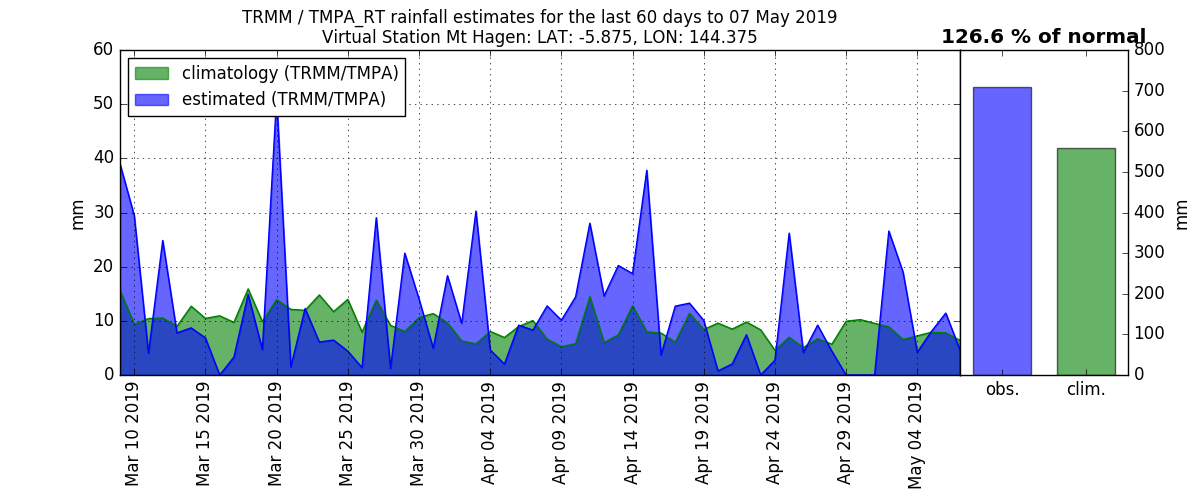 TRMM / TMPA_RT rainfall estimates for the last 60 days to 07 May 2019
Virtual Station Mt Hagen: LAT: -5.875, LON: 144.375
126.6 % of normal
climatology (TRMM/TMPA)
estimated (TRMM/TMPA)
60
50
40
30
20
10
0
mm
Mar 10 2019
Mar 15 2019
Mar 20 2019
Mar 25 2019
Mar 30 2019
Apr 04 2019
Apr 09 2019
Apr 14 2019
Apr 19 2019
Apr 24 2019
Apr 29 2019
May 04 2019
800
700
600
500
400
300
200
100
0
mm
obs.
clim.